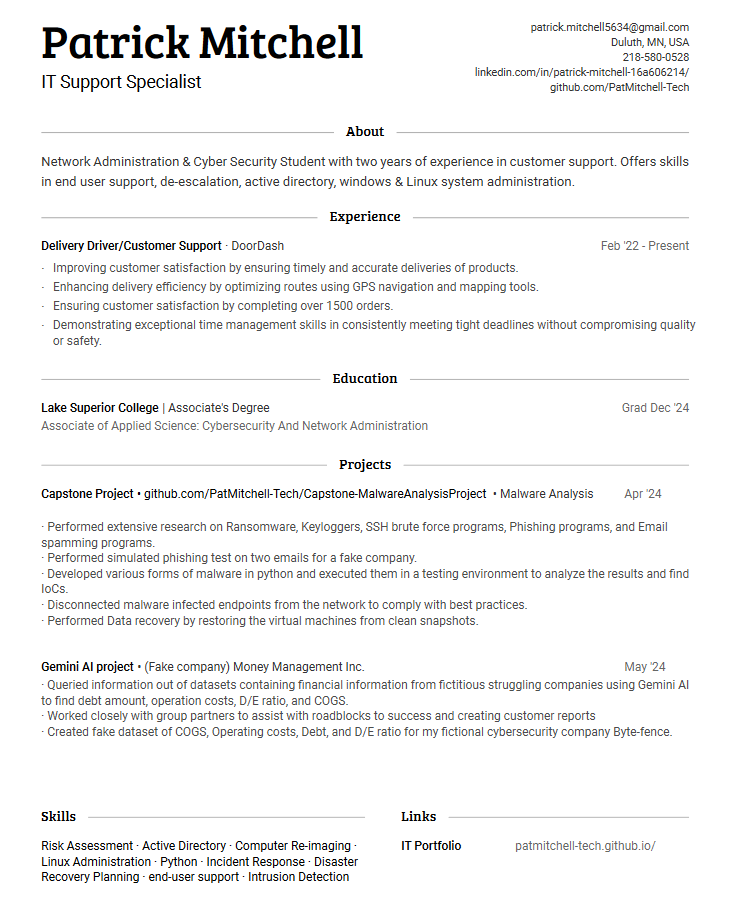 Patrick Mitchell
IT Support Specialist
patrick.mitchell5634@gmail.com
Duluth, MN, USA
218-580-0528
linkedin.com/in/patrick-mitchell-16a606214/
github.com/PatMitchell-Tech
About
Network Administration & Cyber Security Student with two years of experience in customer support. Offers skills
in end user support, de-escalation, active directory, windows & Linux system administration.
Experience
Delivery Driver/Customer Support · DoorDash Feb '22 - Present
· Improving customer satisfaction by ensuring timely and accurate deliveries of products.
· Enhancing delivery efficiency by optimizing routes using GPS navigation and mapping tools.
· Ensuring customer satisfaction by completing over 1500 orders.
· Demonstrating exceptional time management skills in consistently meeting tight deadlines without compromising quality
or safety.
Education
Lake Superior College | Associate's Degree Grad Dec '24
Associate of Applied Science: Cybersecurity And Network Administration
Projects
Capstone Project • github.com/PatMitchell-Tech/Capstone-MalwareAnalysisProject • Malware Analysis Apr '24
· Performed extensive research on Ransomware, Keyloggers, SSH brute force programs, Phishing programs, and Email
spamming programs.
· Performed simulated phishing test on two emails for a fake company.
· Developed various forms of malware in python and executed them in a testing environment to analyze the results and find
IoCs.
· Disconnected malware infected endpoints from the network to comply with best practices.
· Performed Data recovery by restoring the virtual machines from clean snapshots.
Gemini AI project • (Fake company) Money Management Inc. May '24
· Queried information out of datasets containing financial information from fictitious struggling companies using Gemini AI
to find debt amount, operation costs, D/E ratio, and COGS.
· Worked closely with group partners to assist with roadblocks to success and creating customer reports
· Created fake dataset of COGS, Operating costs, Debt, and D/E ratio for my fictional cybersecurity company Byte-fence.
Skills
Risk Assessment · Active Directory · Computer Re-imaging ·
Linux Administration · Python · Incident Response · Disaster
Recovery Planning · end-user support · Intrusion Detection
Links
IT Portfolio patmitchell-tech.github.io/